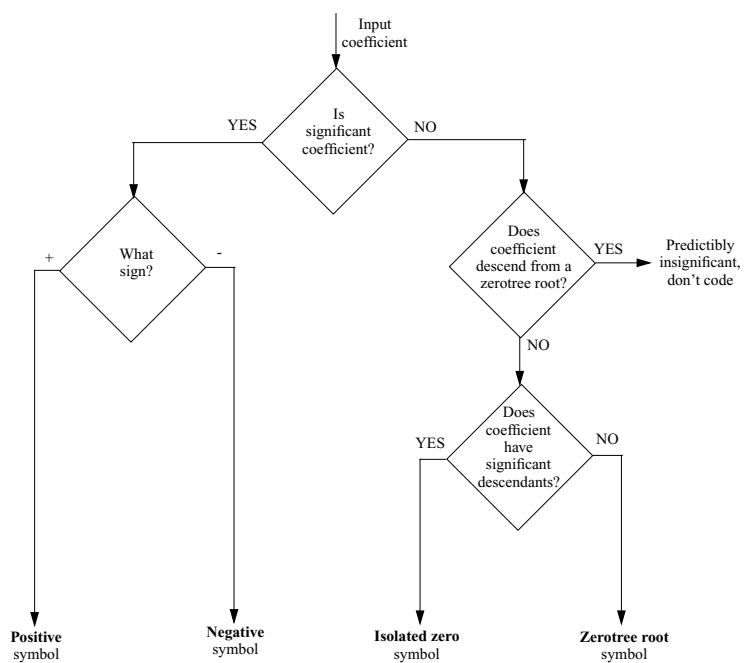 Input
coefficient
Is
significant
coefficient?
YES
NO
What
sign?
+
-
Does
coefficient
descend from a
zerotree root?
YES
Predictibly
insignificant,
don’t code
NO
Does
coefficient
have
significant
descendants?
YES
NO
Positive
symbol
Negative
symbol
Isolated zero
symbol
Zerotree root
symbol